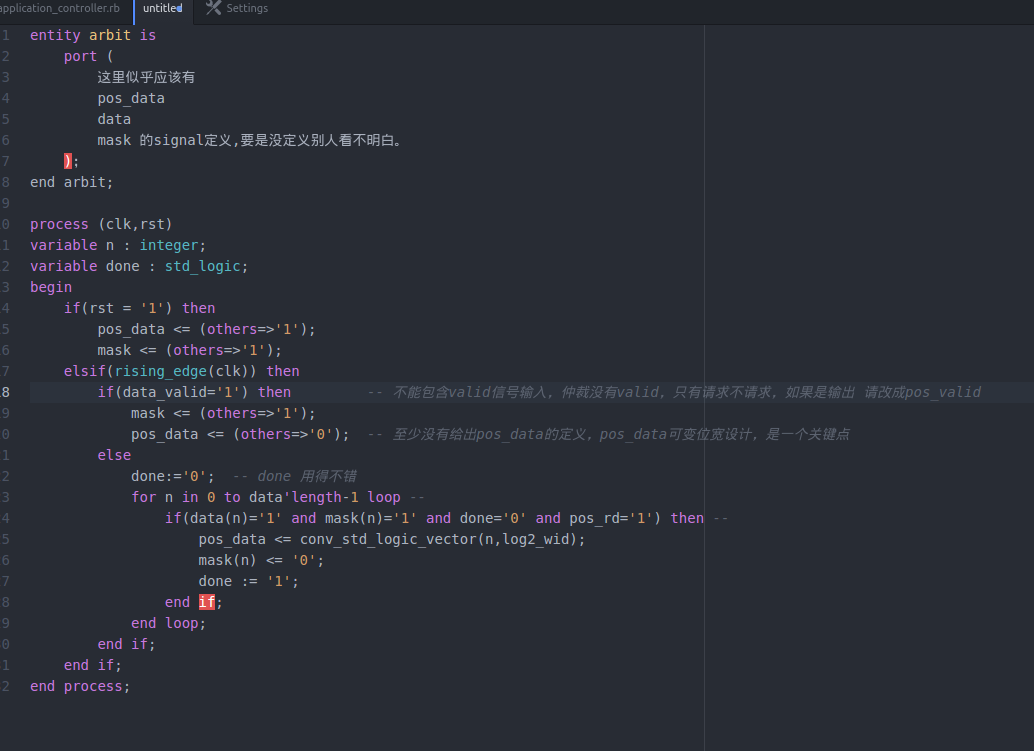 application_controller.rb untitled Settings
1 entity arbit is
2 port (
3 这里似乎应该有
4 pos_data
5 data
6 mask 的signal定义,要是没定义别人看不明白。
7 );
8 end arbit;
9
0 process (clk,rst)
1 variable n : integer;
2 variable done : std_logic;
3 begin
4 if(rst = '1') then
5 pos_data <= (others=>'1');
6 mask <= (others=>'1');
7 elsif(rising_edge(clk)) then
8 if(data_valid='1') then -- 不能包含valid信号输入，仲裁没有valid，只有请求不请求，如果是输出 请改成pos_valid
9 mask <= (others=>'1');
0 pos_data <= (others=>'0'); -- 至少没有给出pos_data的定义，pos_data可变位宽设计，是一个关键点
1 else
2 done:='0'; -- done 用得不错
3 for n in 0 to data'length-1 loop --
4 if(data(n)='1' and mask(n)='1' and done='0' and pos_rd='1') then --
5 pos_data <= conv_std_logic_vector(n,log2_wid);
6 mask(n) <= '0';
7 done := '1';
8 end if;
9 end loop;
0 end if;
1 end if;
2 end process;